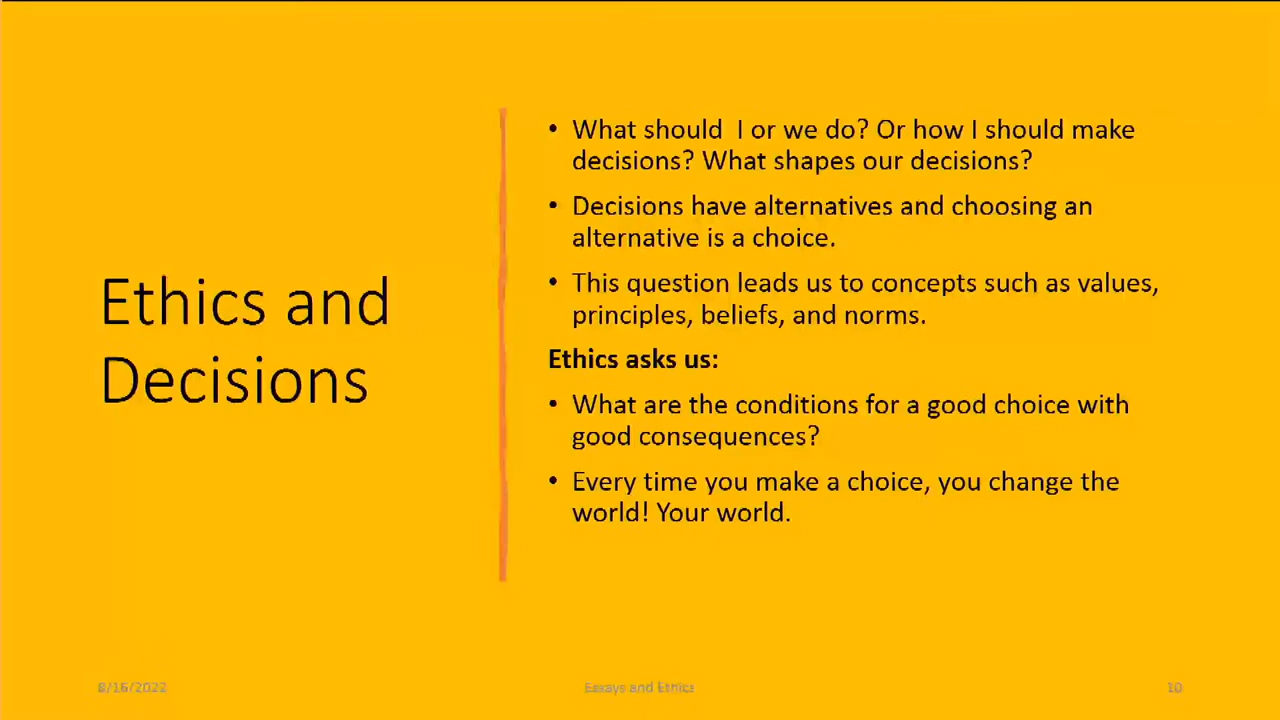 Ethics and
Decisions
• What should  I or we do? Or how I should make
decisions? What shapes our decisions?
• Decisions have alternatives and choosing an
alternative is a choice.
• This question leads us to concepts such as values,
principles, beliefs, and norms.
Ethics asks us:
• What are the conditions for a good choice with
good consequences?
• Every time you make a choice, you change the
world! Your world.
8/16/2022
Essays and Ethics
10